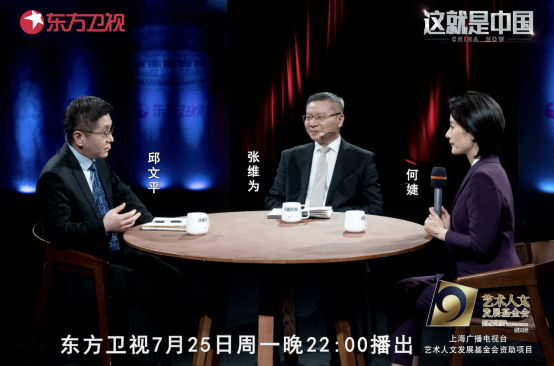 东方卫视
这就是中国
CHINA NOW
邱文平
张维为
何婕
艺术人文
发展基金会
上海广播电视台
艺术人文发展基金会资助项目
东方卫视7月25日周一晚22:00播出